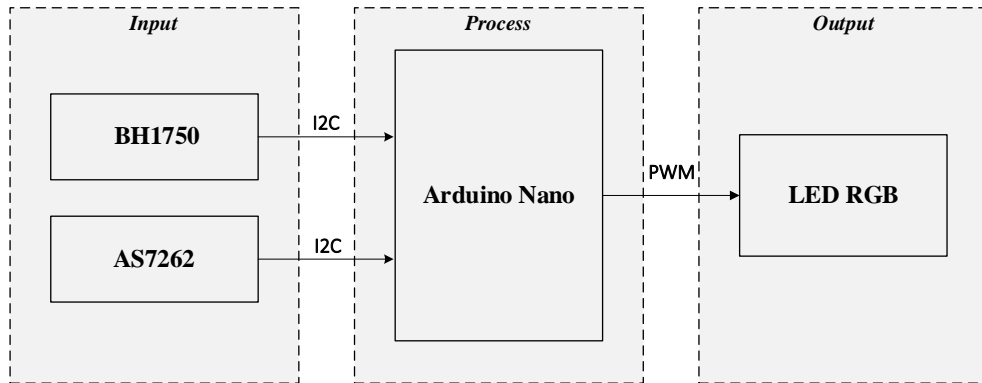 Input
Process
Output
BH1750
I2C
AS7262
I2C
Arduino Nano
PWM
LED RGB